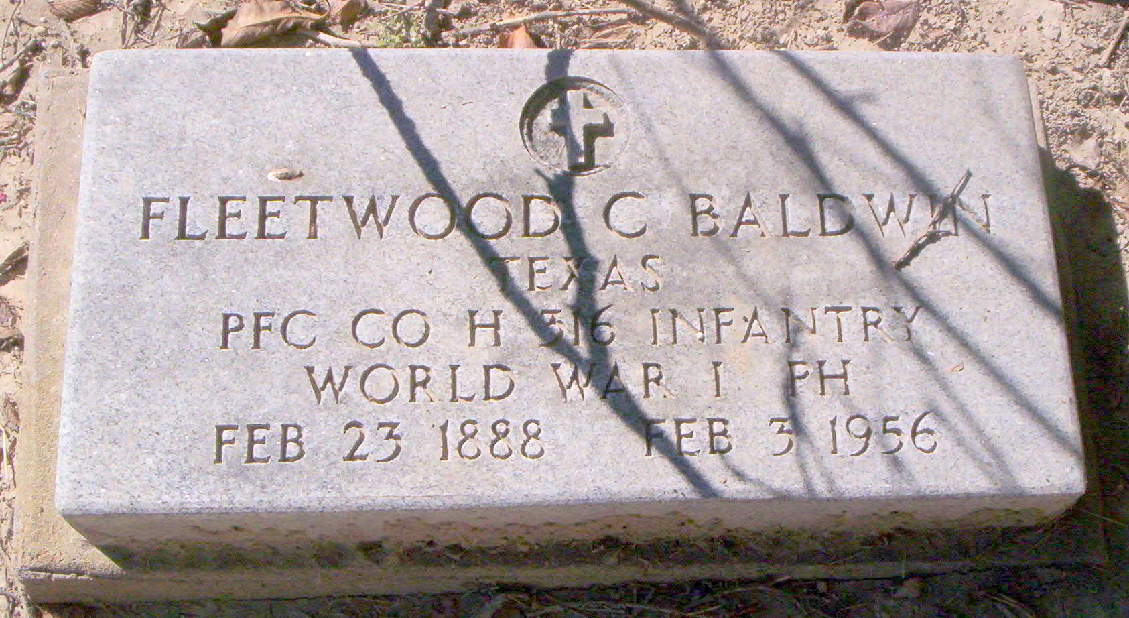 FLEETWOOD C BALDWIN
TEXAS
PFC CO H 316 INFANTRY
WORLD WAR I PH
FEB 23 1888 FEB 3 1956